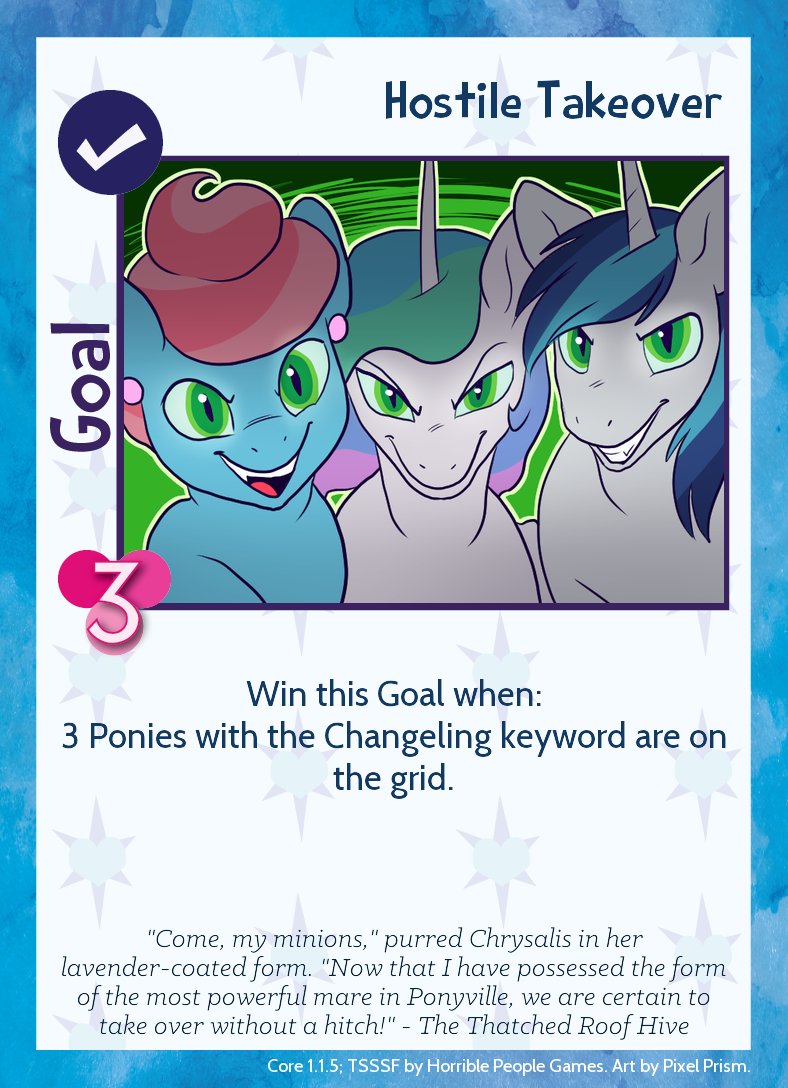 Hostile Takeover
Goal
3
Win this Goal when:
3 Ponies with the Changeling keyword are on
the grid.
"Come, my minions," purred Chrysalis in her
lavender-coated form. "Now that I have possessed the form
of the most powerful mare in Ponyville, we are certain to
take over without a hitch!" - The Thatched Roof Hive
Core 1.1.5; TSSSF by Horrible People Games. Art by Pixel Prism.